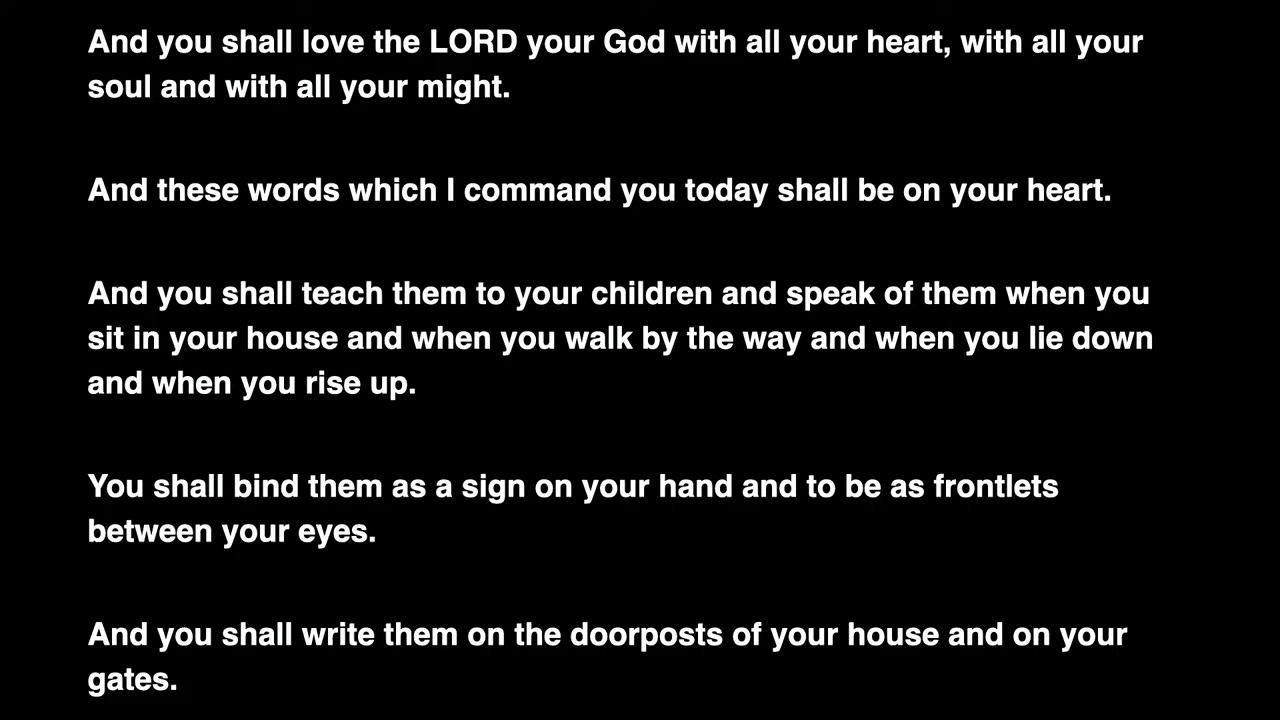 And you shall love the LORD your God with all your heart, with all your
soul and with all your might.
And these words which I command you today shall be on your heart.
And you shall teach them to your children and speak of them when you
sit in your house and when you walk by the way and when you lie down
and when you rise up.
You shall bind them as a sign on your hand and to be as frontlets
between your eyes.
And you shall write them on the doorposts of your house and on your
gates.